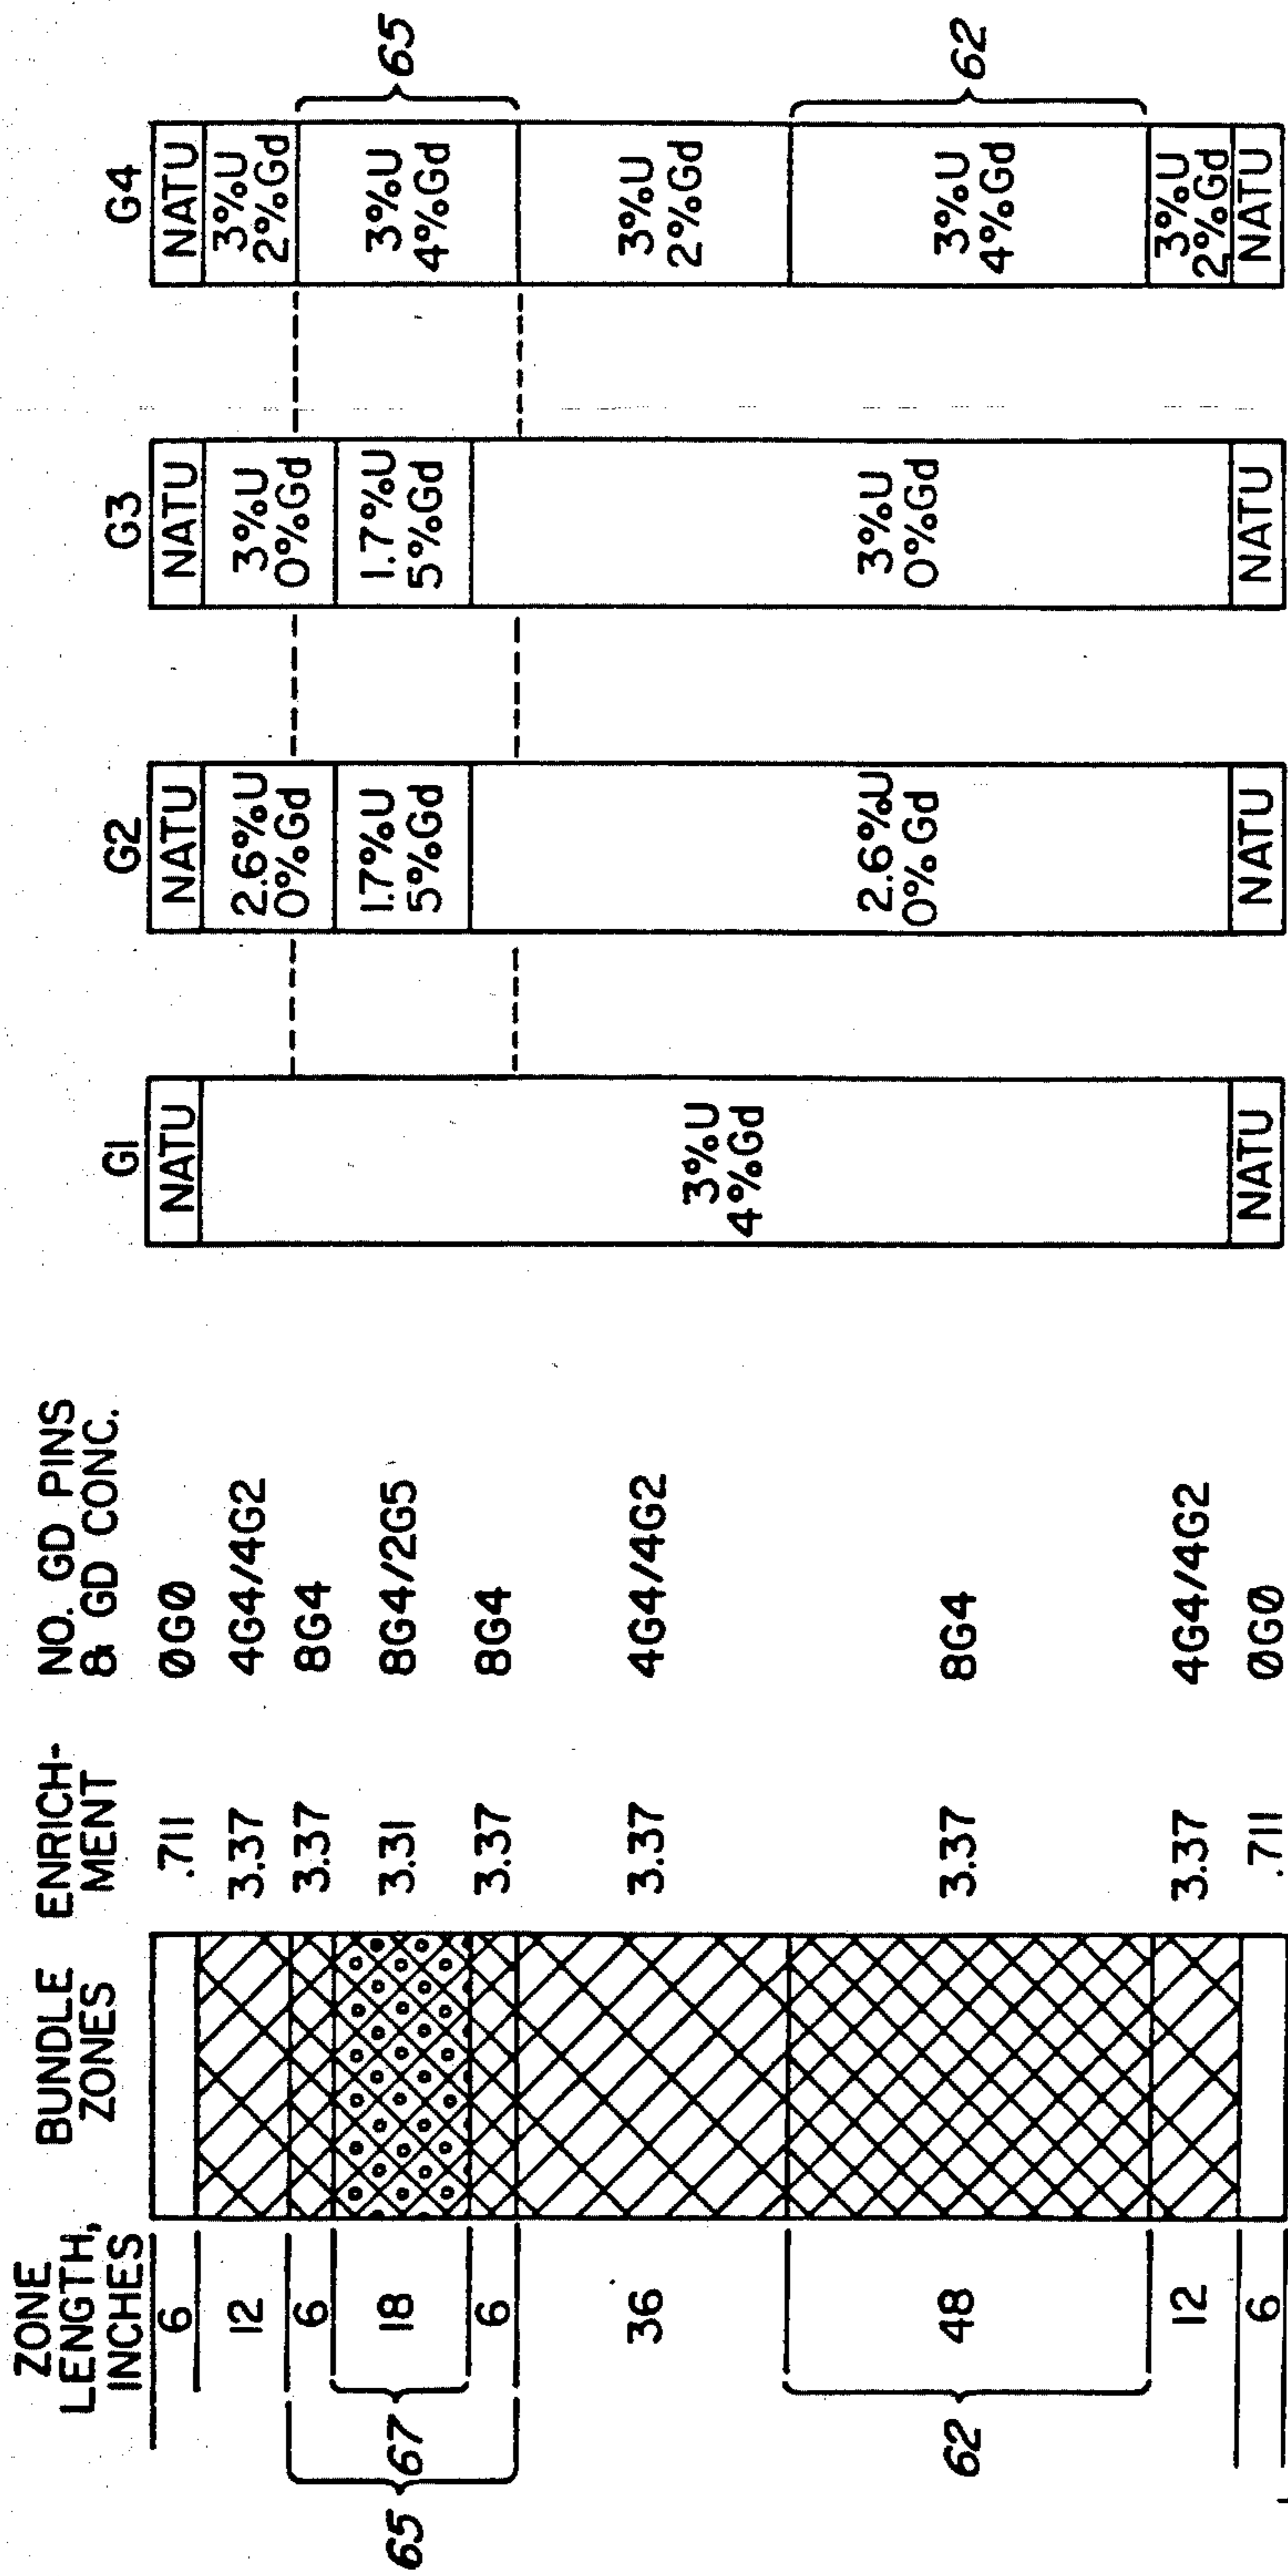 ZONE
LENGTH,
INCHES
BUNDLE
ZONES
ENRICH-
MENT
NO. GD PINS
& GD CONC.
6 .711 0G0
12 3.37 4G4/4G2
6 3.37 8G4
18 3.31 8G4/2G5
6 3.37 8G4
36 3.37 4G4/4G2
48 3.37 8G4
12 3.37 4G4/4G2
6 .711 0G0
65
67
62
G1
NATU
3%U
4%Gd
NATU
G2
NATU
2.6%U
0%Gd
1.7%U
5%Gd
2.6%U
0%Gd
NATU
G3
NATU
3%U
0%Gd
1.7%U
5%Gd
3%U
0%Gd
NATU
G4
NATU
3%U
2%Gd
3%U
4%Gd
3%U
2%Gd
3%U
4%Gd
3%U
2%Gd
NATU
65
62